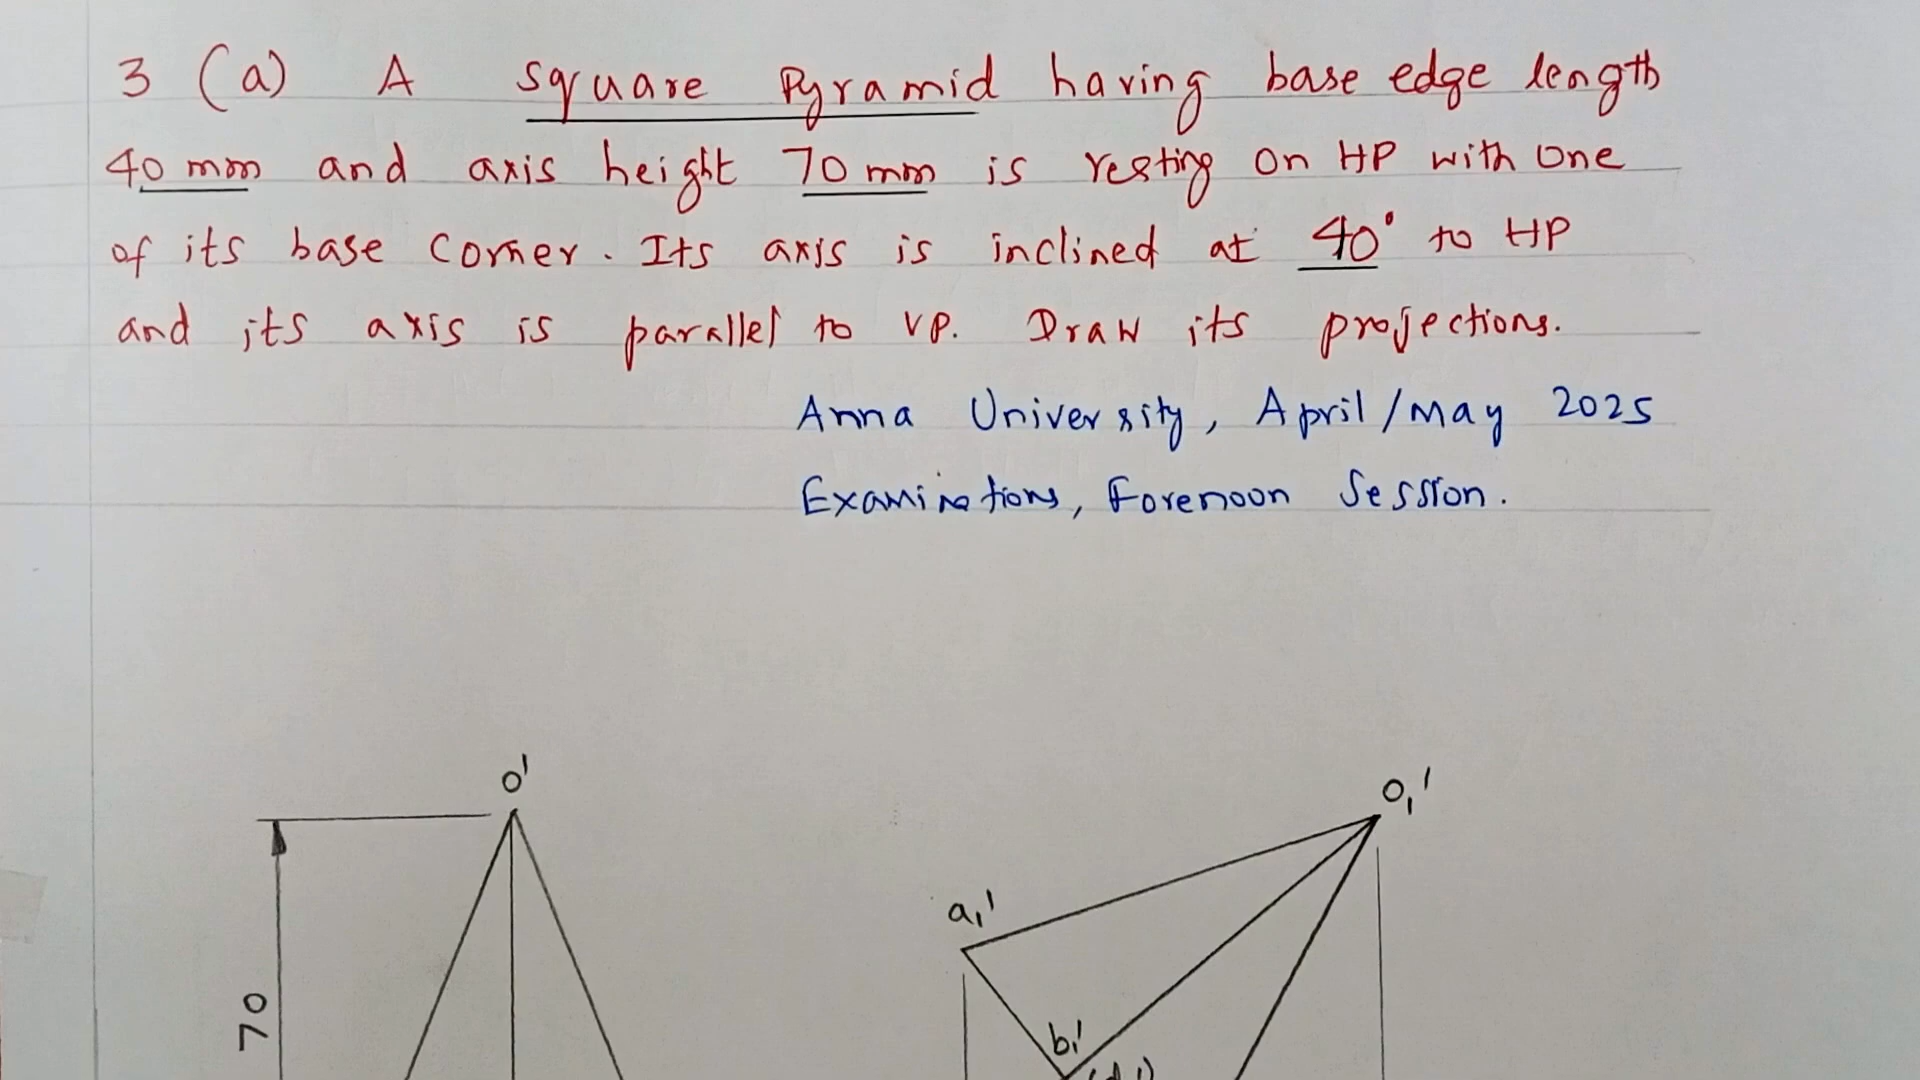 3 (a) A square Pyramid having base edge length
40 mm and axis height 70 mm is resting on HP with one
of its base corner. Its axis is inclined at 40° to HP
and its axis is parallel to VP. Draw its projections.
Anna University, April/May 2025
Examinations, Forenoon Session.
o'
o₁'
a₁'
70
b₁'
(d₁')